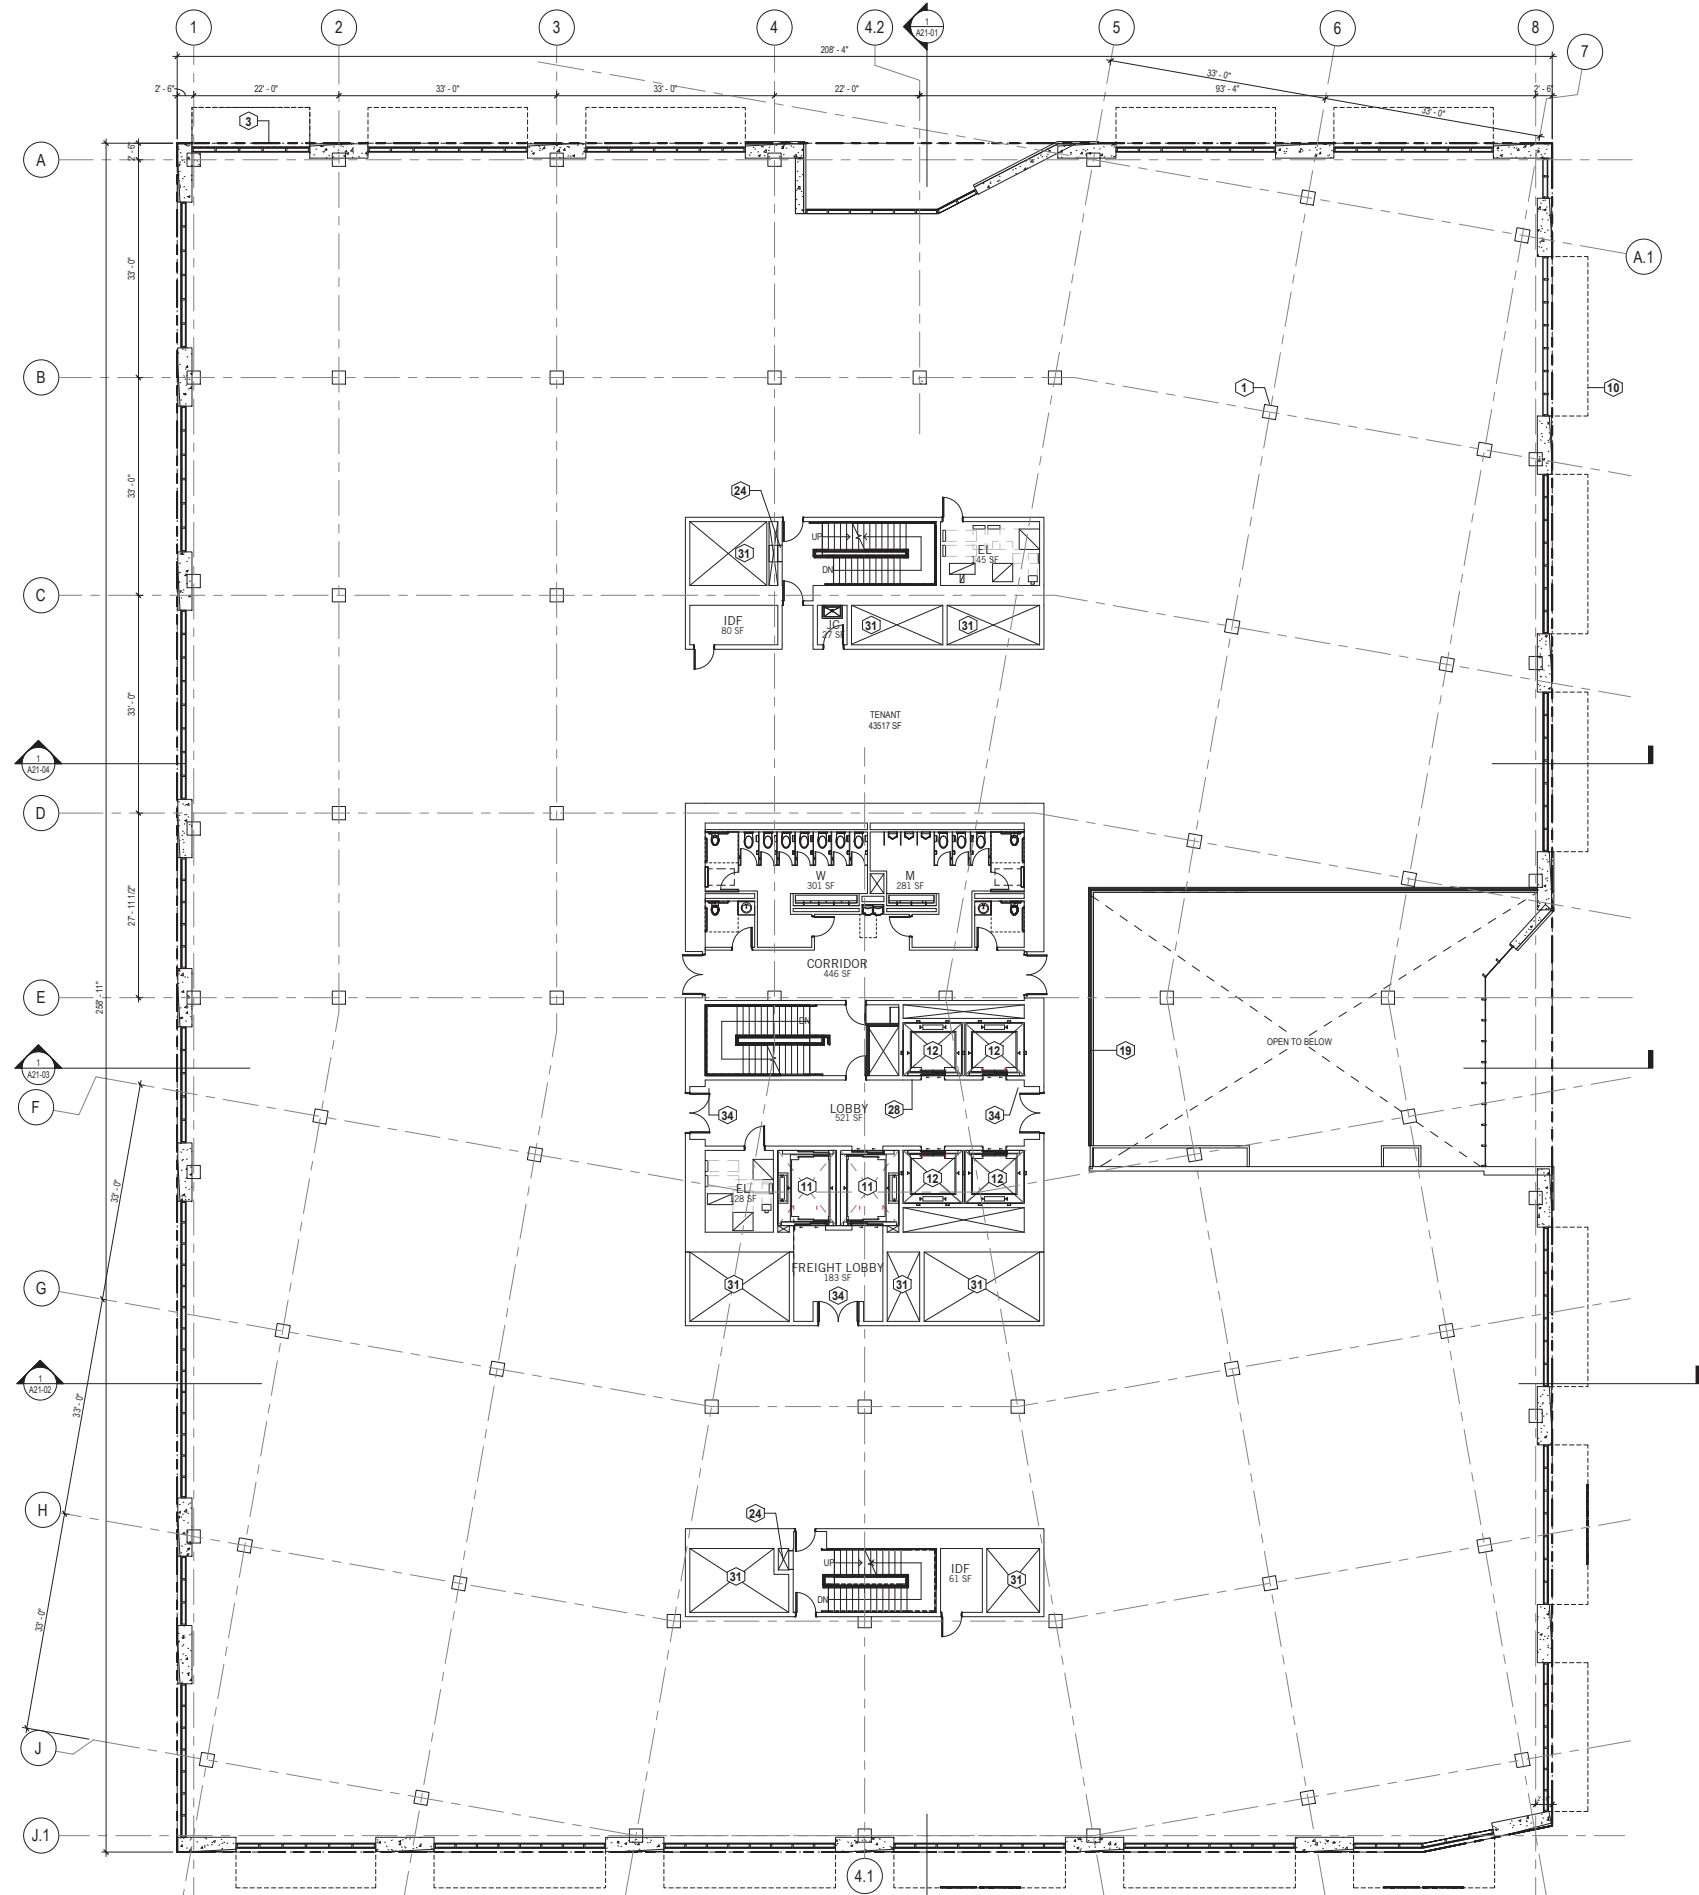 1
2
3
4
4.2
1
A21-01
5
6
8
7
208' - 4"
2' - 6"
22' - 0"
33' - 0"
33' - 0"
22' - 0"
93' - 4"
2' - 6"
33'-0"
33'-0"
3
A
2' - 6"
A.1
33' - 0"
B
1
10
33' - 0"
24
31
UP
DN
EL
145 SF
C
IDF
80 SF
JC
27 SF
31
31
33' - 0"
TENANT
43517 SF
1
A21-04
D
W
301 SF
M
281 SF
27' - 11 1/2"
CORRIDOR
446 SF
E
258' - 11"
DN
12
12
19
OPEN TO BELOW
1
A21-03
F
34
LOBBY
521 SF
28
34
33' - 0"
EL
128 SF
11
11
12
12
FREIGHT LOBBY
183 SF
31
34
31
31
G
1
A21-02
33' - 0"
H
24
31
UP
DN
IDF
61 SF
31
33' - 0"
J
J.1
4.1